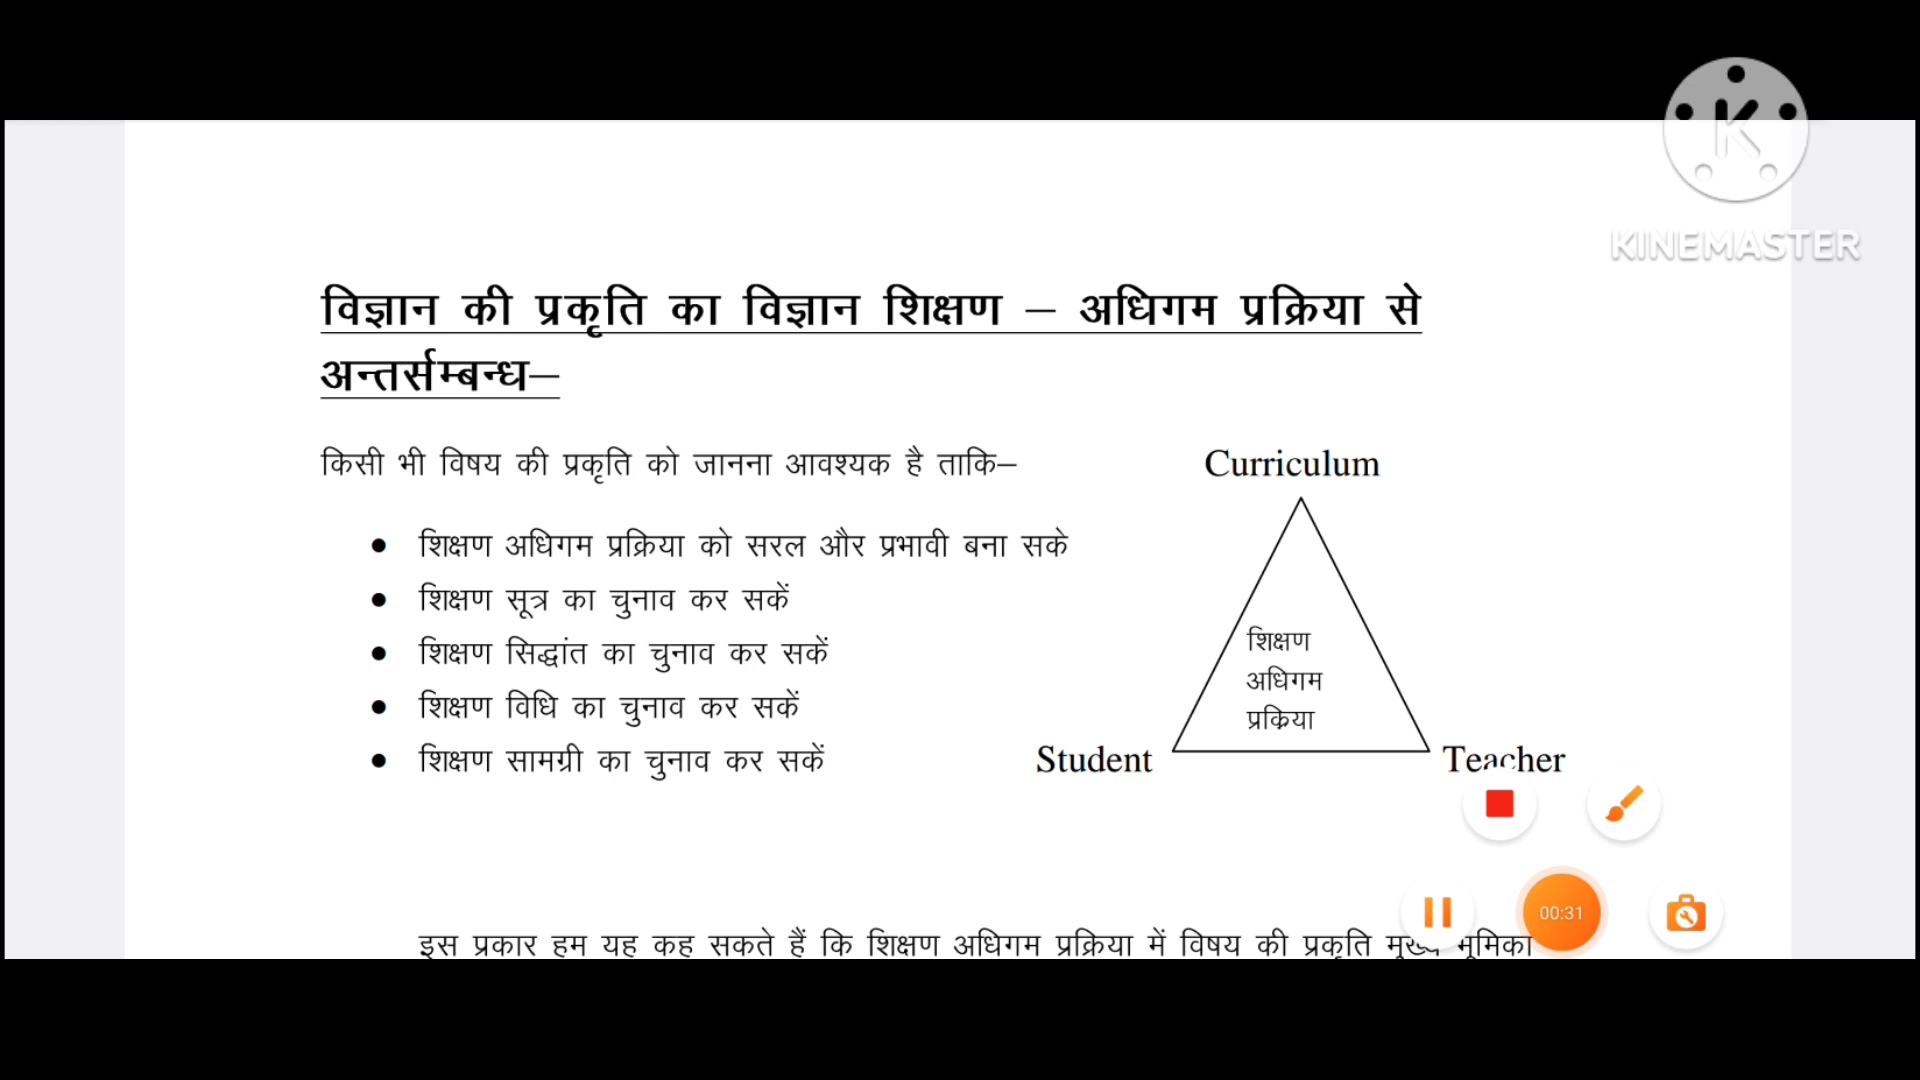 KINEMASTER
विज्ञान की प्रकृति का विज्ञान शिक्षण – अधिगम प्रक्रिया से
अन्तर्सम्बन्ध–
किसी भी विषय की प्रकृति को जानना आवश्यक है ताकि–
Curriculum
● शिक्षण अधिगम प्रक्रिया को सरल और प्रभावी बना सके
● शिक्षण सूत्र का चुनाव कर सकें
● शिक्षण सिद्धांत का चुनाव कर सकें
● शिक्षण विधि का चुनाव कर सकें
● शिक्षण सामग्री का चुनाव कर सकें
शिक्षण
अधिगम
प्रक्रिया
Student
Teacher
00:31
इस प्रकार हम यह कह सकते हैं कि शिक्षण अधिगम प्रक्रिया में विषय की प्रकृति मुख्य भूमिका